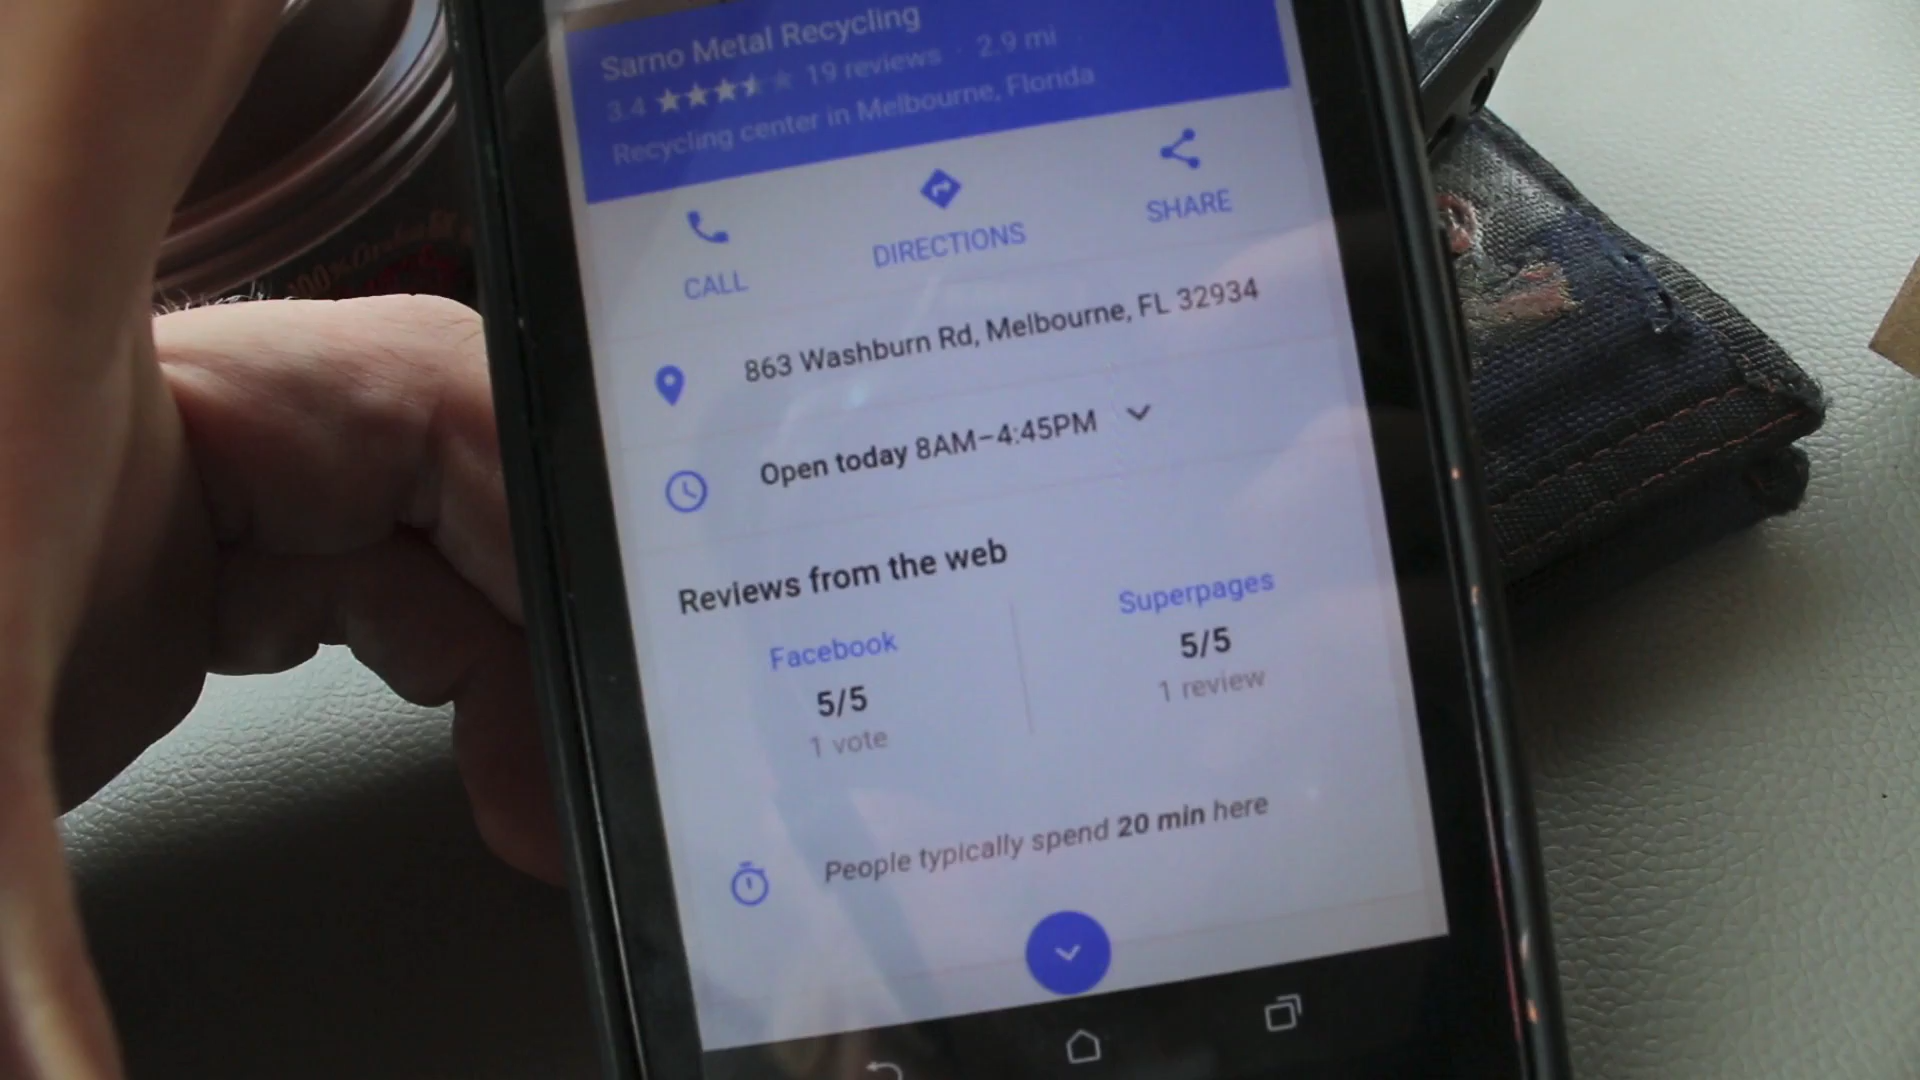 Sarno Metal Recycling
3.4 19 reviews · 2.9 mi
Recycling center in Melbourne, Florida
CALL
DIRECTIONS
SHARE
863 Washburn Rd, Melbourne, FL 32934
Open today 8AM–4:45PM
Reviews from the web
Facebook
5/5
1 vote
Superpages
5/5
1 review
People typically spend 20 min here
100%